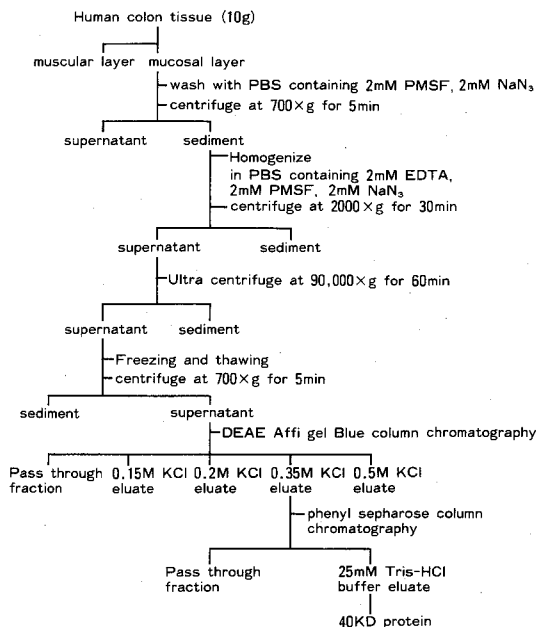 Human colon tissue (10g)
muscular layer mucosal layer
wash with PBS containing 2mM PMSF, 2mM NaN₃
centrifuge at 700×g for 5min
supernatant sediment
Homogenize
in PBS containing 2mM EDTA,
2mM PMSF, 2mM NaN₃
centrifuge at 2000×g for 30min
supernatant sediment
Ultra centrifuge at 90,000×g for 60min
supernatant sediment
Freezing and thawing
centrifuge at 700×g for 5min
sediment supernatant
DEAE Affi gel Blue column chromatography
Pass through 0.15M KCl 0.2M KCl 0.35M KCl 0.5M KCl
fraction eluate eluate eluate eluate
phenyl sepharose column
chromatography
Pass through 25mM Tris-HCl
fraction buffer eluate
40KD protein